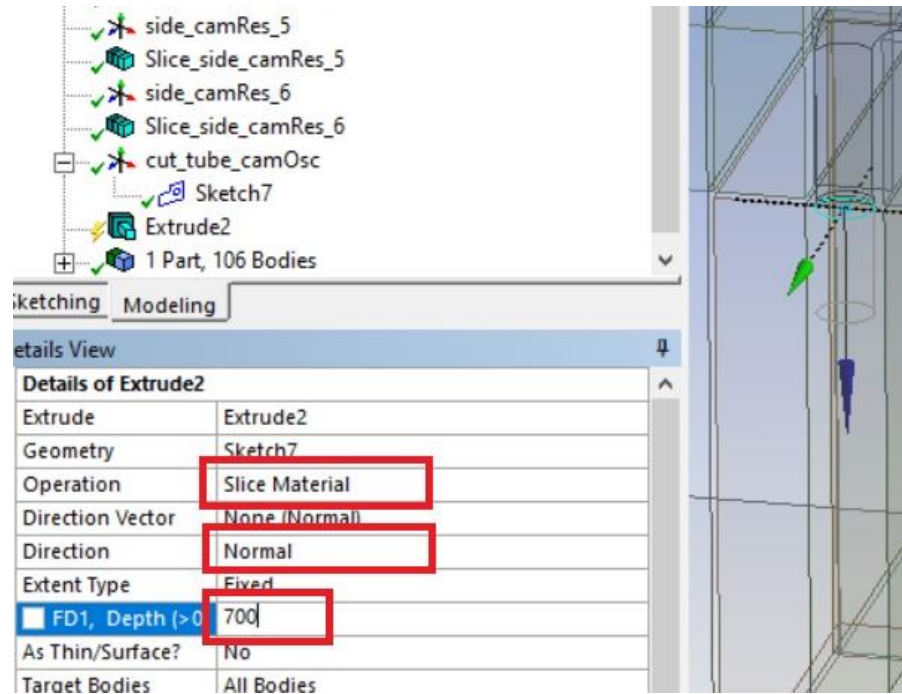 side_camRes_5
Slice_side_camRes_5
side_camRes_6
Slice_side_camRes_6
cut_tube_camOsc
Sketch7
Extrude2
1 Part, 106 Bodies
Sketching Modeling
etails View
Details of Extrude2
Extrude Extrude2
Geometry Sketch7
Operation Slice Material
Direction Vector None (Normal)
Direction Normal
Extent Type Fixed
FD1, Depth (>0 700
As Thin/Surface? No
Target Bodies All Bodies